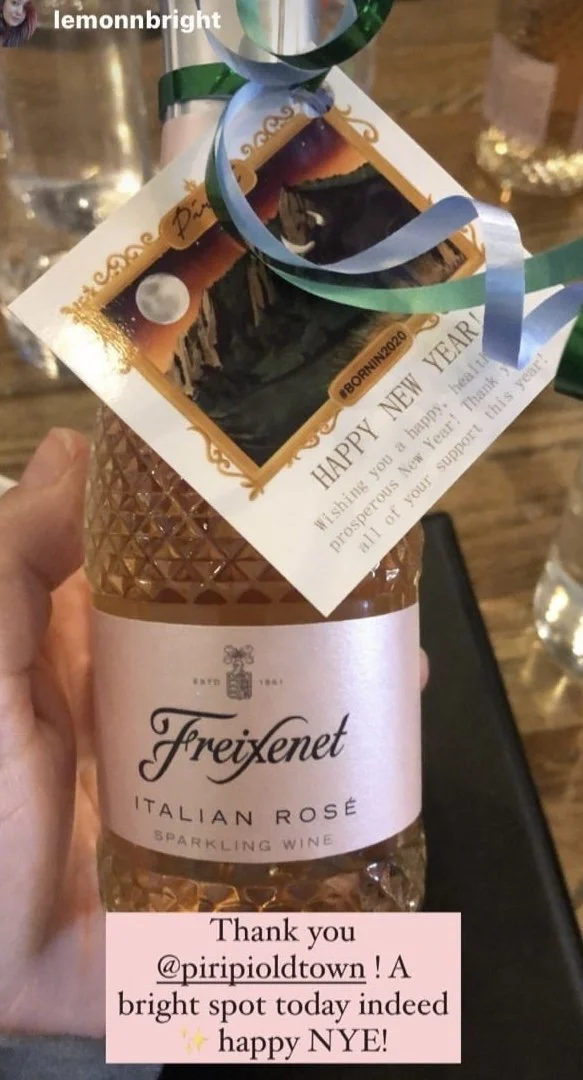 lemonnbright
#BORNIN2020
HAPPY NEW YEAR!
Wishing you a happy, healt
prosperous New Year! Thank y
all of your support this year!
ESTD 1861
Freixenet
ITALIAN ROSÉ
SPARKLING WINE
Thank you
@piripioldtown ! A
bright spot today indeed
✨ happy NYE!